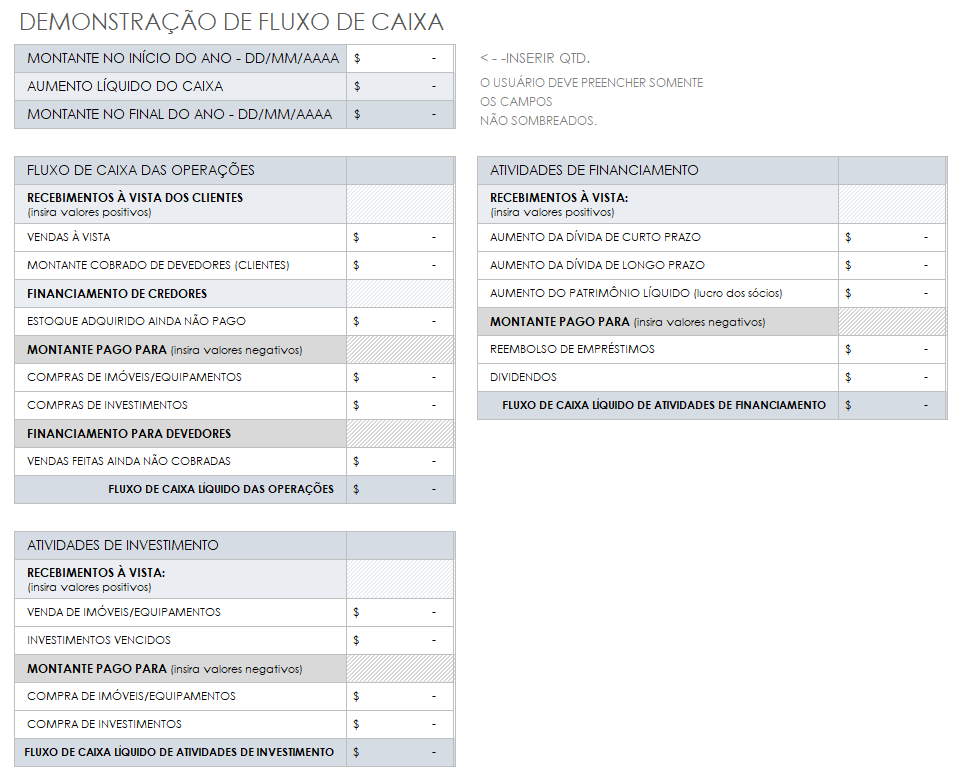 DEMONSTRAÇÃO DE FLUXO DE CAIXA
MONTANTE NO INÍCIO DO ANO - DD/MM/AAAA $ -
< - -INSERIR QTD.
AUMENTO LÍQUIDO DO CAIXA $ -
MONTANTE NO FINAL DO ANO - DD/MM/AAAA $ -
O USUÁRIO DEVE PREENCHER SOMENTE
OS CAMPOS
NÃO SOMBREADOS.
FLUXO DE CAIXA DAS OPERAÇÕES
RECEBIMENTOS À VISTA DOS CLIENTES
(insira valores positivos)
VENDAS À VISTA $ -
MONTANTE COBRADO DE DEVEDORES (CLIENTES) $ -
FINANCIAMENTO DE CREDORES
ESTOQUE ADQUIRIDO AINDA NÃO PAGO $ -
MONTANTE PAGO PARA (insira valores negativos)
COMPRAS DE IMÓVEIS/EQUIPAMENTOS $ -
COMPRAS DE INVESTIMENTOS $ -
FINANCIAMENTO PARA DEVEDORES
VENDAS FEITAS AINDA NÃO COBRADAS $ -
FLUXO DE CAIXA LÍQUIDO DAS OPERAÇÕES $ -
ATIVIDADES DE FINANCIAMENTO
RECEBIMENTOS À VISTA:
(insira valores positivos)
AUMENTO DA DÍVIDA DE CURTO PRAZO $ -
AUMENTO DA DÍVIDA DE LONGO PRAZO $ -
AUMENTO DO PATRIMÔNIO LÍQUIDO (lucro dos sócios) $ -
MONTANTE PAGO PARA (insira valores negativos)
REEMBOLSO DE EMPRÉSTIMOS $ -
DIVIDENDOS $ -
FLUXO DE CAIXA LÍQUIDO DE ATIVIDADES DE FINANCIAMENTO $ -
ATIVIDADES DE INVESTIMENTO
RECEBIMENTOS À VISTA:
(insira valores positivos)
VENDA DE IMÓVEIS/EQUIPAMENTOS $ -
INVESTIMENTOS VENCIDOS $ -
MONTANTE PAGO PARA (insira valores negativos)
COMPRA DE IMÓVEIS/EQUIPAMENTOS $ -
COMPRA DE INVESTIMENTOS $ -
FLUXO DE CAIXA LÍQUIDO DE ATIVIDADES DE INVESTIMENTO $ -